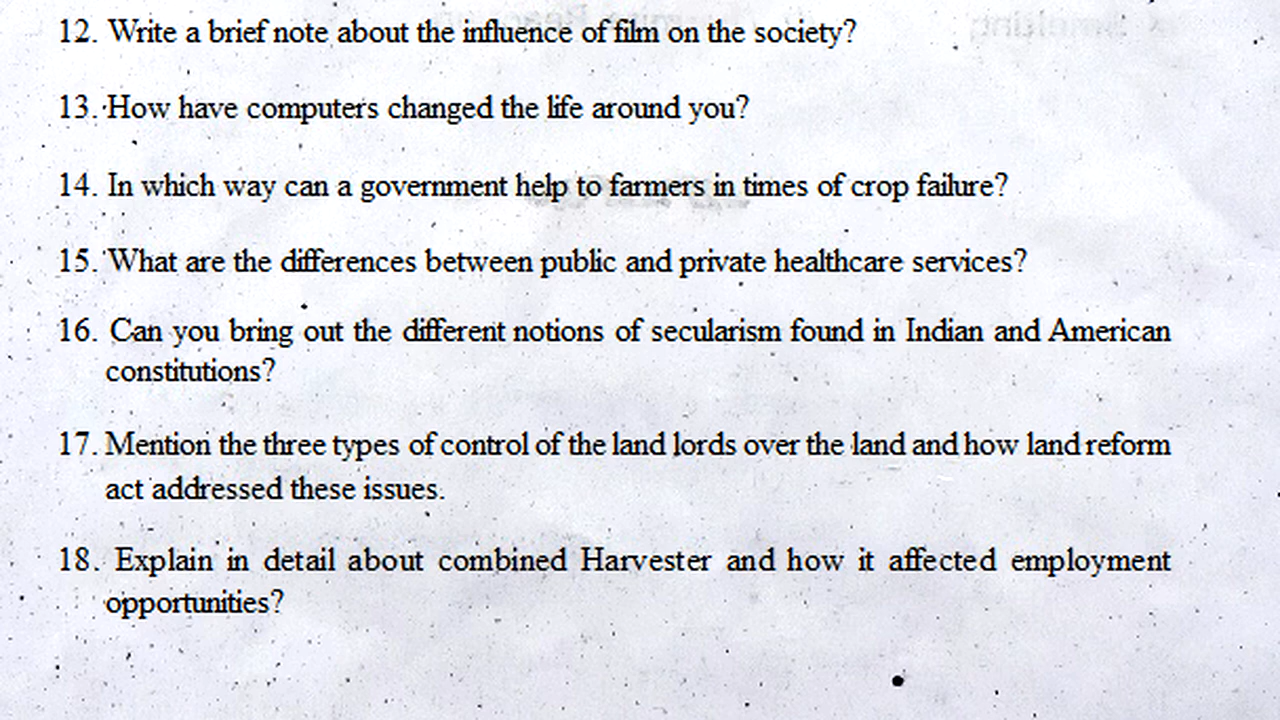 12. Write a brief note about the influence of film on the society?
13. How have computers changed the life around you?
14. In which way can a government help to farmers in times of crop failure?
15. What are the differences between public and private healthcare services?
16. Can you bring out the different notions of secularism found in Indian and American
constitutions?
17. Mention the three types of control of the land lords over the land and how land reform
act addressed these issues.
18. Explain in detail about combined Harvester and how it affected employment
opportunities?